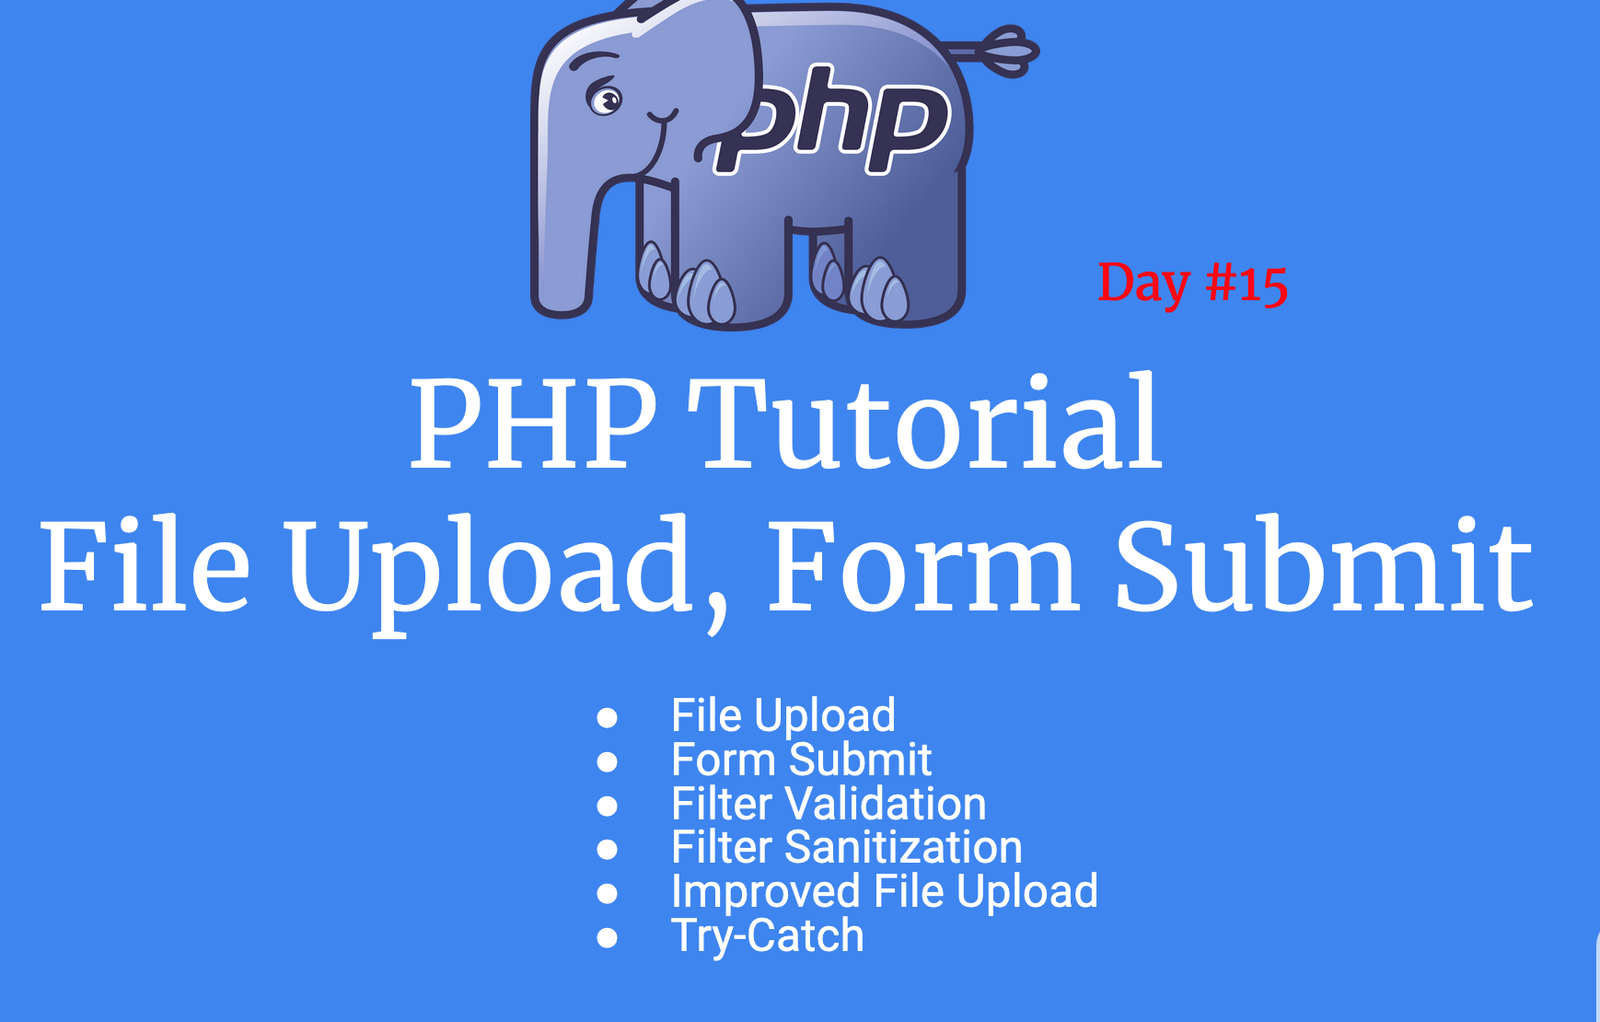 php
Day #15
PHP Tutorial
File Upload, Form Submit
● File Upload
● Form Submit
● Filter Validation
● Filter Sanitization
● Improved File Upload
● Try-Catch